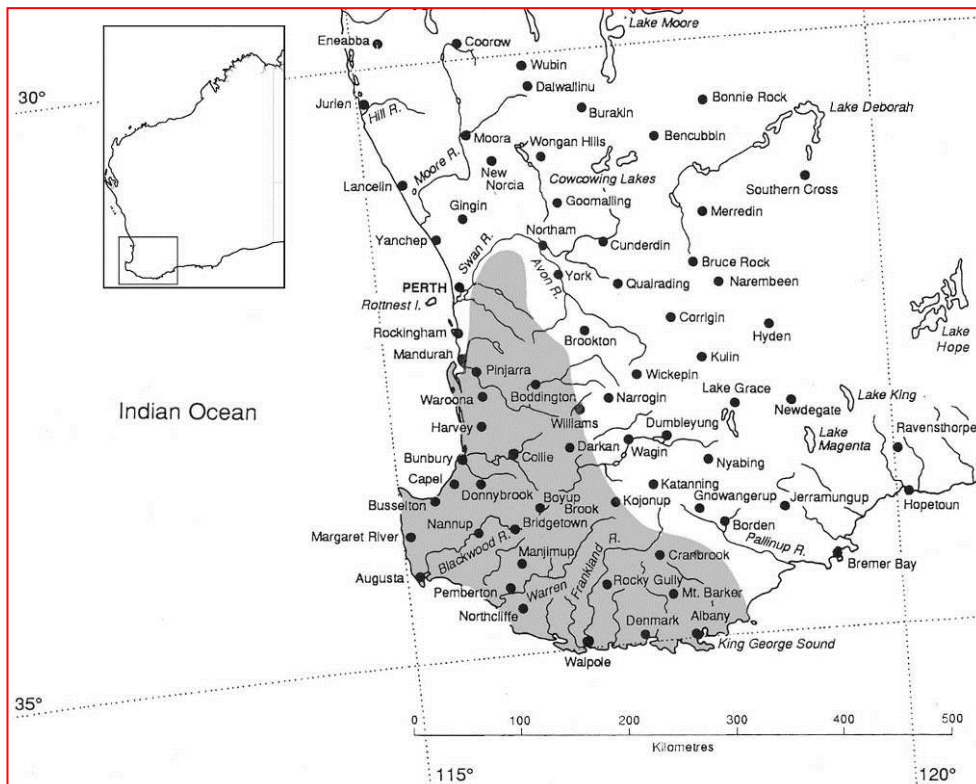 Lake Moore
Eneabba
Coorow
Wubin
Dalwallinu
30°
Jurien
Hill R.
Burakin
Bonnie Rock
Lake Deborah
Moora
Wongan Hills
Bencubbin
Moore R.
New
Norcia
Cowcowing Lakes
Southern Cross
Lancelin
Gingin
Goomalling
Merredin
Yanchep
Swan R.
Northam
Cunderdin
Avon R.
York
Bruce Rock
PERTH
Quairading
Narembeen
Rottnest I.
Corrigin
Hyden
Lake
Hope
Rockingham
Brookton
Mandurah
Kulin
Pinjarra
Wickepin
Lake Grace
Lake King
Waroona
Boddington
Narrogin
Newdegate
Indian Ocean
Williams
Dumbleyung
Ravensthorpe
Harvey
Lake
Magenta
Darkan
Wagin
Bunbury
Collie
Nyabing
Capel
Donnybrook
Boyup
Brook
Katanning
Gnowangerup
Jerramungup
Busselton
Kojonup
Hopetoun
Nannup
Bridgetown
Borden
Margaret River
Blackwood R.
Frankland R.
Pallinup R.
Manjimup
Cranbrook
Bremer Bay
Augusta
Pemberton
Warren
Rocky Gully
Mt. Barker
Northcliffe
Denmark
Albany
King George Sound
Walpole
35°
0 100 200 300 400 500
Kilometres
115°
120°